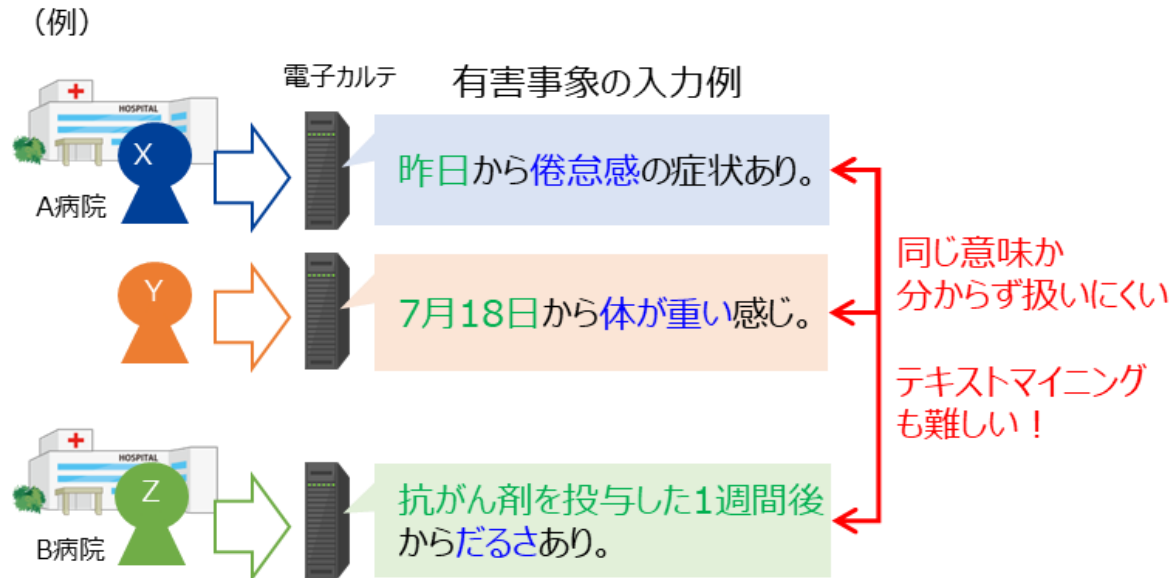 （例）
電子カルテ
有害事象の入力例
HOSPITAL
X
A病院
昨日から倦怠感の症状あり。
Y
7月18日から体が重い感じ。
同じ意味か
分からず扱いにくい
テキストマイニング
も難しい！
HOSPITAL
Z
B病院
抗がん剤を投与した1週間後
からだるさあり。